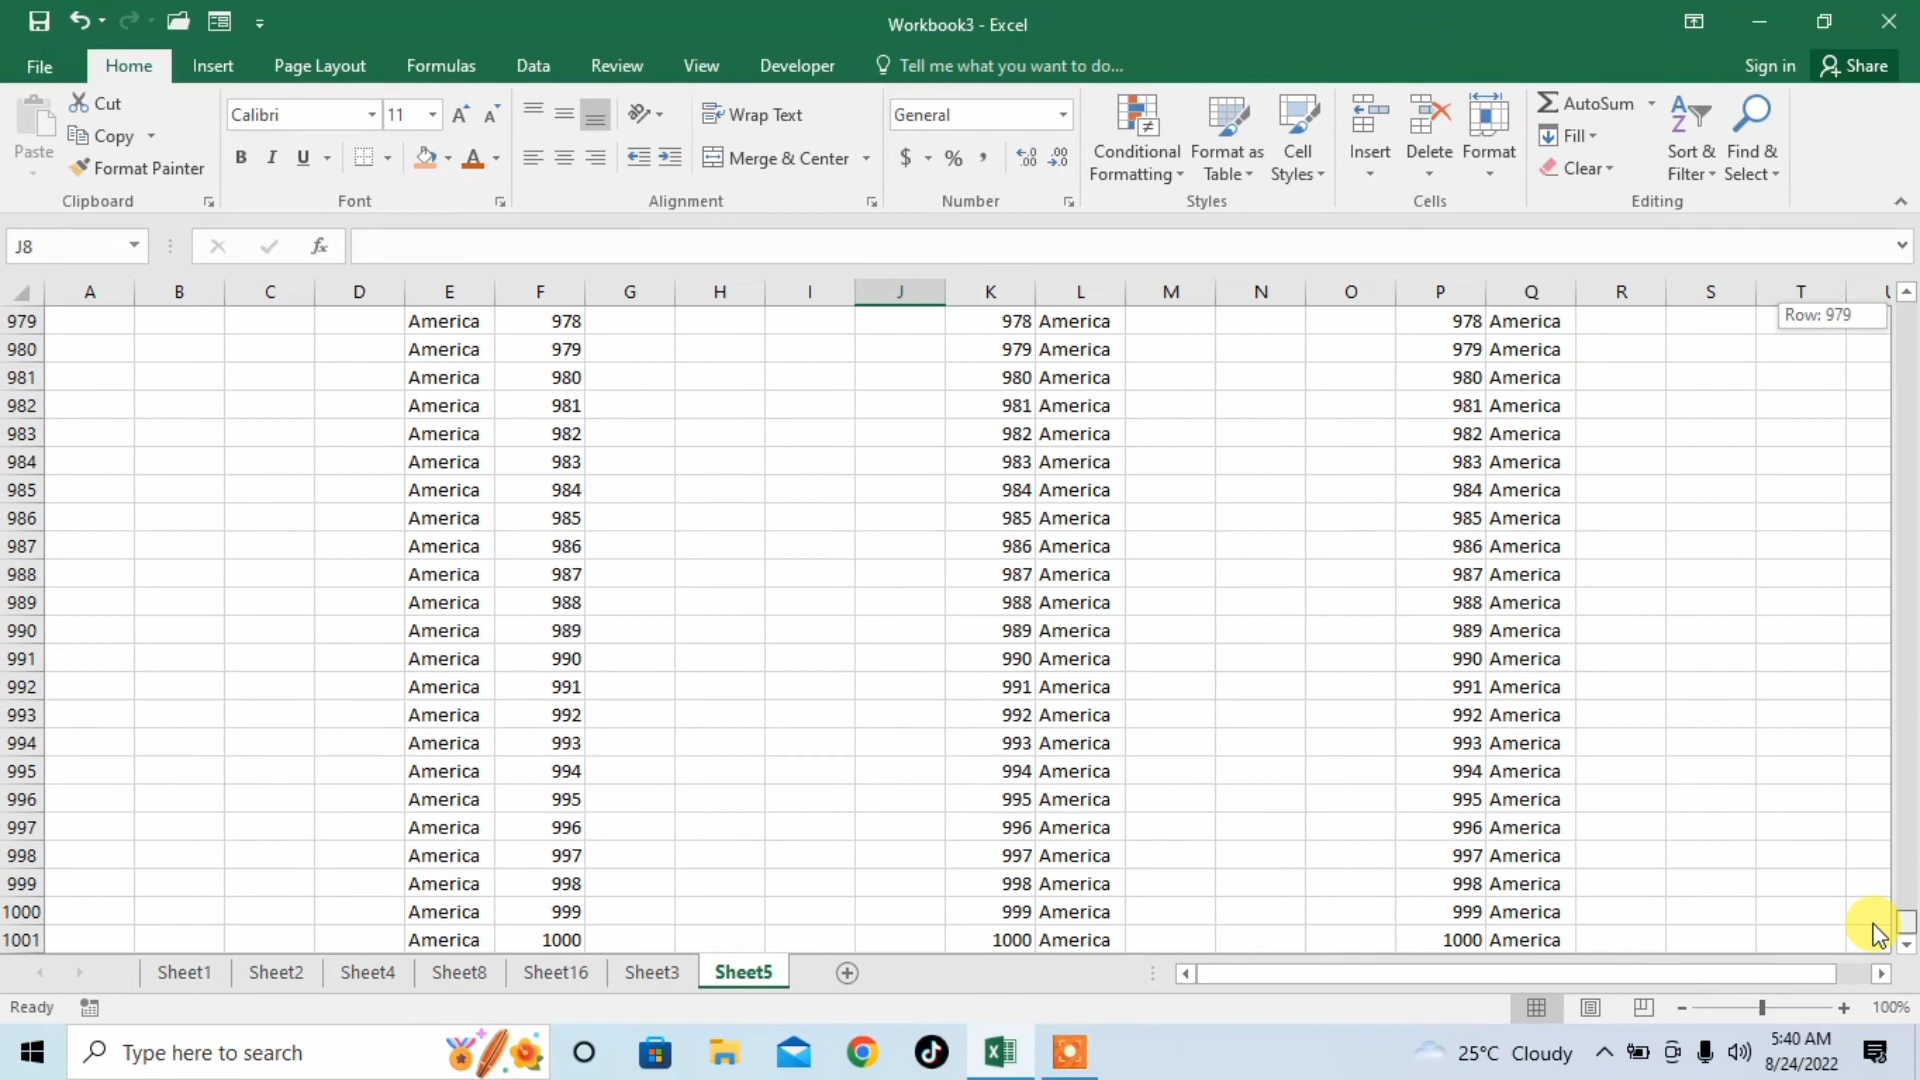 Workbook3 - Excel
File Home Insert Page Layout Formulas Data Review View Developer Tell me what you want to do... Sign in Share
Paste Cut Copy Format Painter
Calibri 11
B I U
Wrap Text
Merge & Center
General
$ % , .00 .00
Conditional Formatting
Format as Table
Cell Styles
Insert Delete Format
AutoSum Fill Clear
Sort & Filter
Find & Select
Clipboard Font Alignment Number Styles Cells Editing
J8 fx
A B C D E F G H I J K L M N O P Q R S T U
Row: 979
979 America 978 978 America 978 America
980 America 979 979 America 979 America
981 America 980 980 America 980 America
982 America 981 981 America 981 America
983 America 982 982 America 982 America
984 America 983 983 America 983 America
985 America 984 984 America 984 America
986 America 985 985 America 985 America
987 America 986 986 America 986 America
988 America 987 987 America 987 America
989 America 988 988 America 988 America
990 America 989 989 America 989 America
991 America 990 990 America 990 America
992 America 991 991 America 991 America
993 America 992 992 America 992 America
994 America 993 993 America 993 America
995 America 994 994 America 994 America
996 America 995 995 America 995 America
997 America 996 996 America 996 America
998 America 997 997 America 997 America
999 America 998 998 America 998 America
1000 America 999 999 America 999 America
1001 America 1000 1000 America 1000 America
Sheet1 Sheet2 Sheet4 Sheet8 Sheet16 Sheet3 Sheet5
Ready 100%
Type here to search 25°C Cloudy 5:40 AM
8/24/2022